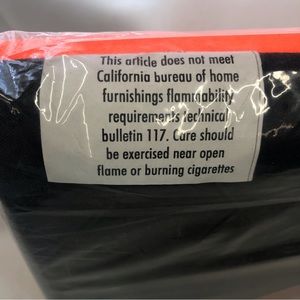 This article does not meet
California bureau of home
furnishings flammability
requirements technical
bulletin 117. Care should
be exercised near open
flame or burning cigarettes